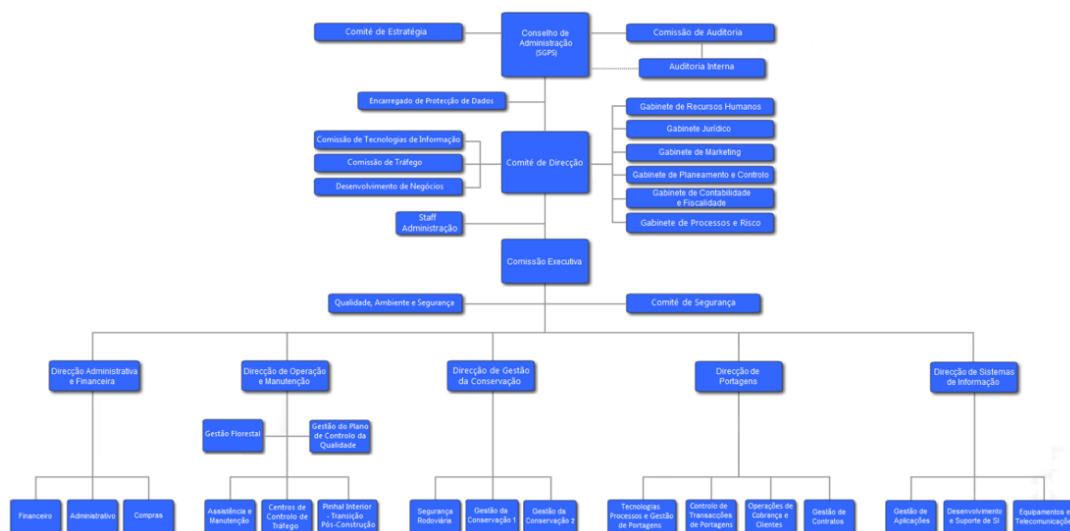 Comité de Estratégia
Conselho de
Administração
(SGPS)
Comissão de Auditoria
Auditoria Interna
Encarregado de Protecção de Dados
Comissão de Tecnologias de Informação
Comissão de Tráfego
Desenvolvimento de Negócios
Comité de Direcção
Gabinete de Recursos Humanos
Gabinete Jurídico
Gabinete de Marketing
Gabinete de Planeamento e Controlo
Gabinete de Contabilidade
e Fiscalidade
Gabinete de Processos e Risco
Staff
Administração
Comissão Executiva
Qualidade, Ambiente e Segurança
Comité de Segurança
Direcção Administrativa
e Financeira
Direcção de Operação
e Manutenção
Direcção de Gestão
da Conservação
Direcção de
Portagens
Direcção de Sistemas
de Informação
Gestão Florestal
Gestão do Plano
de Controlo da
Qualidade
Financeiro
Administrativo
Compras
Assistência e
Manutenção
Centros de
Controlo de
Tráfego
Pinhal Interior
- Transição
Pós-Construção
Segurança
Rodoviária
Gestão da
Conservação 1
Gestão da
Conservação 2
Tecnologias
Processos e Gestão
de Portagens
Controlo de
Transacções
de Portagens
Operações de
Cobrança e
Clientes
Gestão de
Contratos
Gestão de
Aplicações
Desenvolvimento
e Suporte de SI
Equipamentos e
Telecomunicações